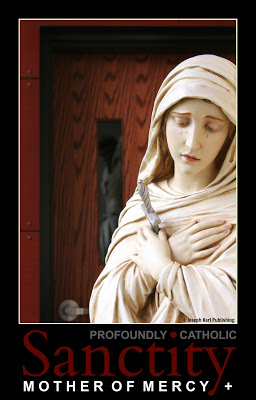 © Joseph Karl Publishing
PROFOUNDLY • CATHOLIC
Sanctity
MOTHER OF MERCY +